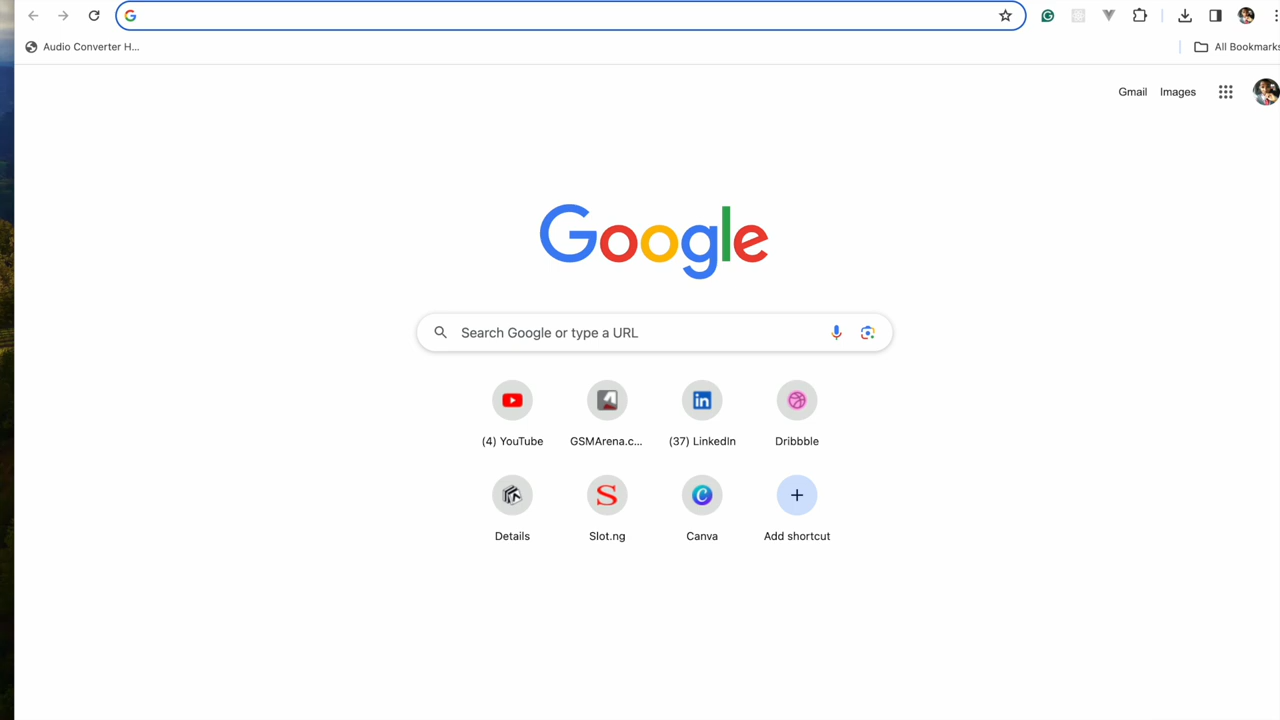 Audio Converter H...
All Bookmarks
Gmail Images
Google
Search Google or type a URL
(4) YouTube GSMArena.c... (37) LinkedIn Dribbble
Details Slot.ng Canva Add shortcut